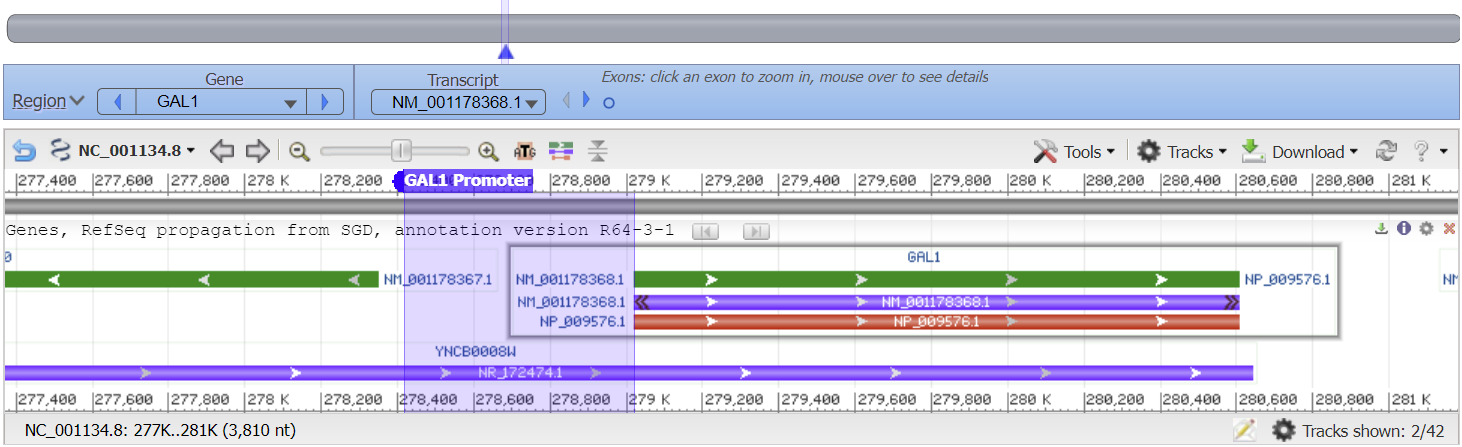 Gene
Transcript
Exons: click an exon to zoom in, mouse over to see details
Region
GAL1
NM_001178368.1
NC_001134.8
ATG
Tools
Tracks
Download
?
277,400 277,600 277,800 278 K 278,200 278,800 279 K 279,200 279,400 279,600 279,800 280 K 280,200 280,400 280,600 280,800 281 K
GAL1 Promoter
Genes, RefSeq propagation from SGD, annotation version R64-3-1
GAL1
NM_001178367.1 NM_001178368.1 NP_009576.1
NM_001178368.1 NM_001178368.1
NP_009576.1 NP_009576.1
YNCB0008W
NR_172474.1
277,400 277,600 277,800 278 K 278,200 278,400 278,600 278,800 279 K 279,200 279,400 279,600 279,800 280 K 280,200 280,400 280,600 280,800 281 K
NC_001134.8: 277K..281K (3,810 nt)
Tracks shown: 2/42